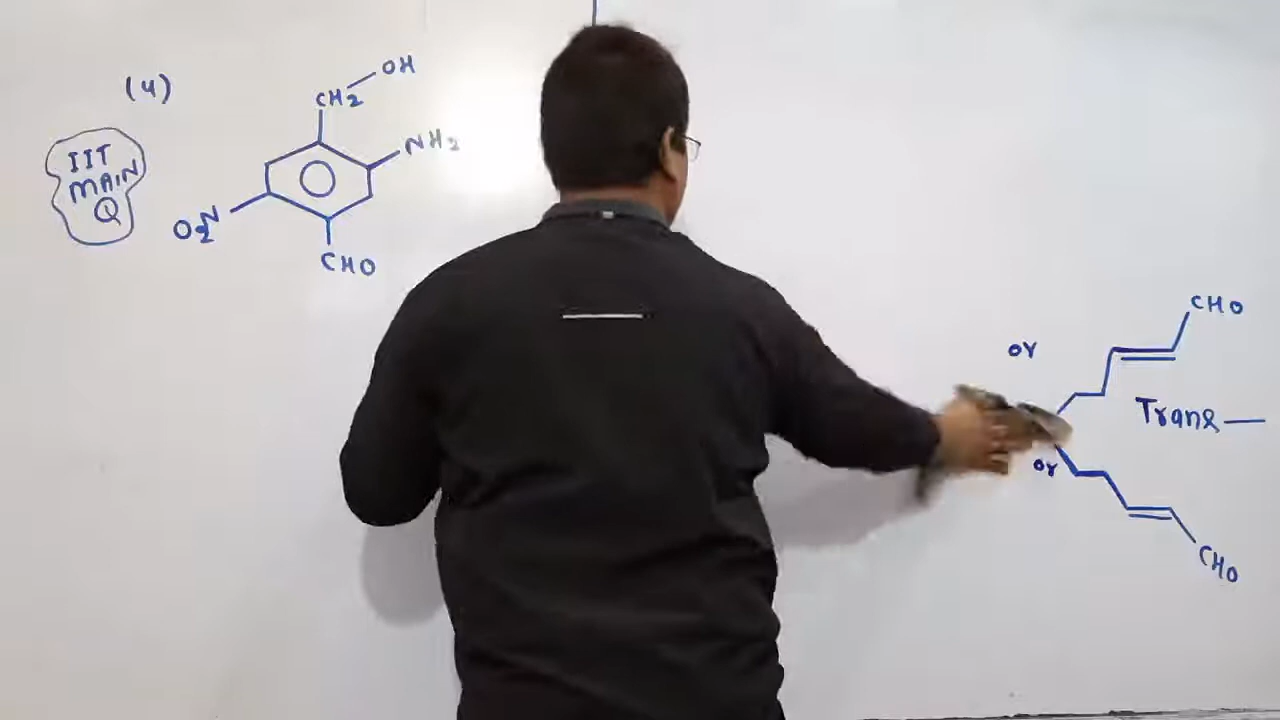 (4)
IIT
MAIN
Q
CH2 OH
NH2
O2N
CHO
CHO
or
Trans
or
CHO